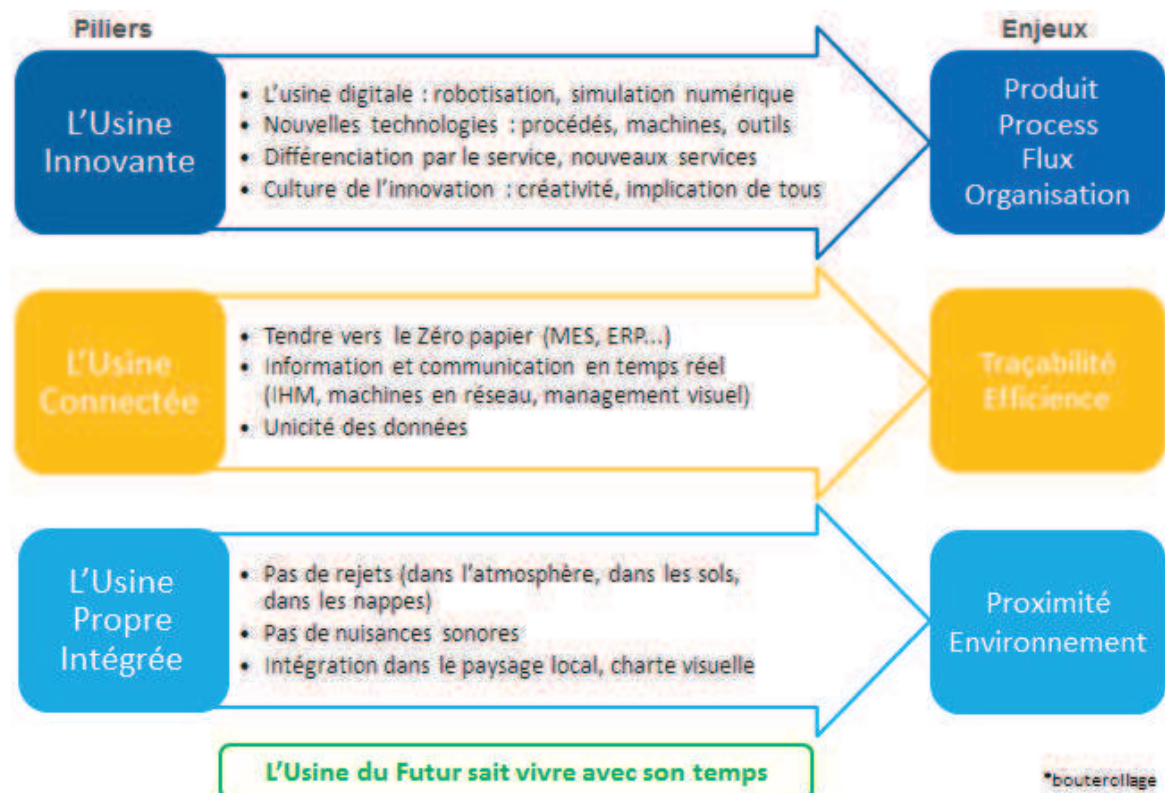 Piliers
Enjeux
L'Usine
Innovante
• L'usine digitale : robotisation, simulation numérique
• Nouvelles technologies : procédés, machines, outils
• Différenciation par le service, nouveaux services
• Culture de l'innovation : créativité, implication de tous
Produit
Process
Flux
Organisation
L'Usine
Connectée
• Tendre vers le Zéro papier (MES, ERP...)
• Information et communication en temps réel
(IHM, machines en réseau, management visuel)
• Unicité des données
Traçabilité
Efficience
L'Usine
Propre
Intégrée
• Pas de rejets (dans l'atmosphère, dans les sols,
dans les nappes)
• Pas de nuisances sonores
• Intégration dans le paysage local, charte visuelle
Proximité
Environnement
L'Usine du Futur sait vivre avec son temps
*bouterollage